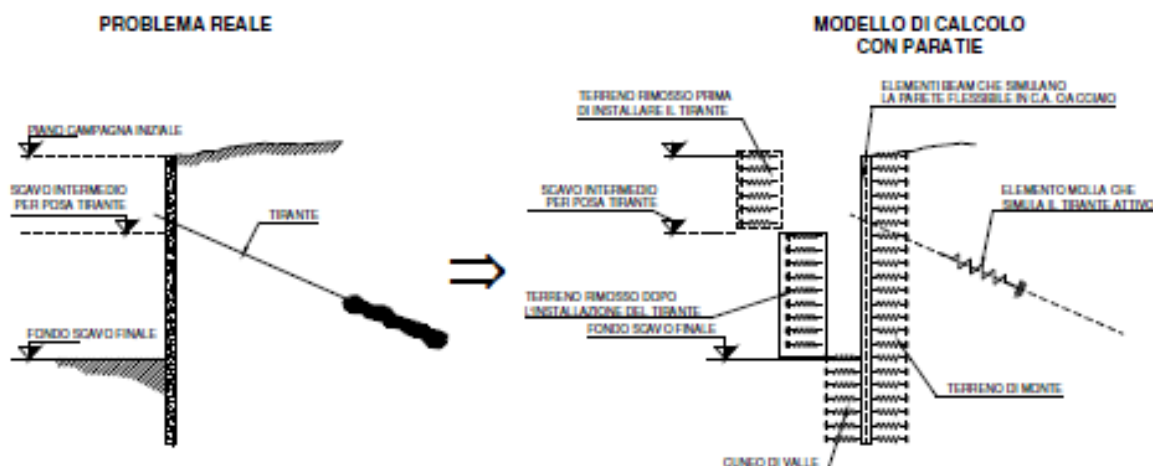 PROBLEMA REALE
PIANO CAMPAGNA INIZIALE
SCAVO INTERMEDIO
PER POSA TIRANTE
TIRANTE
FONDO SCAVO FINALE
MODELLO DI CALCOLO
CON PARATIE
TERRENO RIMOSSO PRIMA
DI INSTALLARE IL TIRANTE
ELEMENTI BEAM CHE SIMULANO
LA PARETE FLESSIBILE IN C.A. O ACCIAIO
SCAVO INTERMEDIO
PER POSA TIRANTE
ELEMENTO MOLLA CHE
SIMULA IL TIRANTE ATTIVO
TERRENO RIMOSSO DOPO
L'INSTALLAZIONE DEL TIRANTE
FONDO SCAVO FINALE
TERRENO DI MONTE
CUNEO DI VALLE